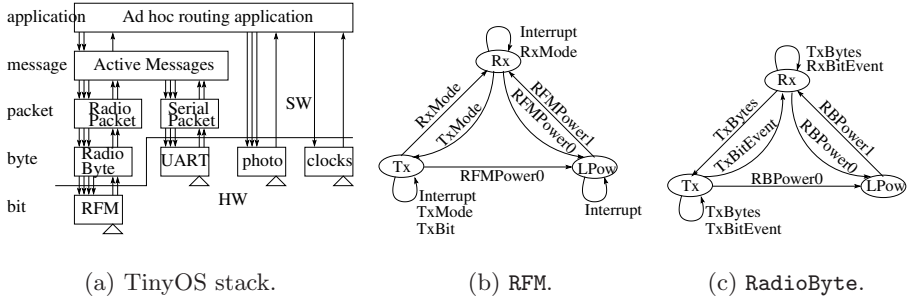 application
Ad hoc routing application
message
Active Messages
packet
Radio
Packet
Serial
Packet
SW
byte
Radio
Byte
UART
photo
clocks
HW
bit
RFM
(a) TinyOS stack.
Interrupt
RxMode
Rx
RxMode
TxMode
RFMPower1
RFMPower0
Tx
RFMPower0
LPow
Interrupt
TxMode
TxBit
Interrupt
(b) RFM.
TxBytes
RxBitEvent
Rx
TxBytes
TxBitEvent
RBPower1
RBPower0
Tx
RBPower0
LPow
TxBytes
TxBitEvent
(c) RadioByte.